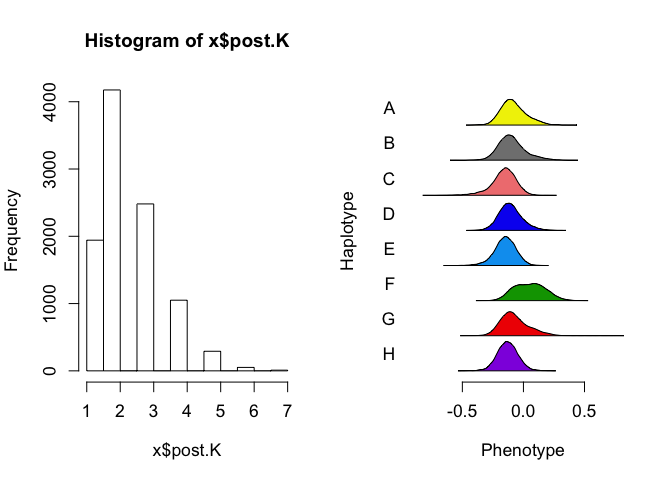 Histogram of x$post.K
Frequency
0
1000
2000
3000
4000
1 2 3 4 5 6 7
x$post.K
Haplotype
A
B
C
D
E
F
G
H
-0.5 0.0 0.5
Phenotype